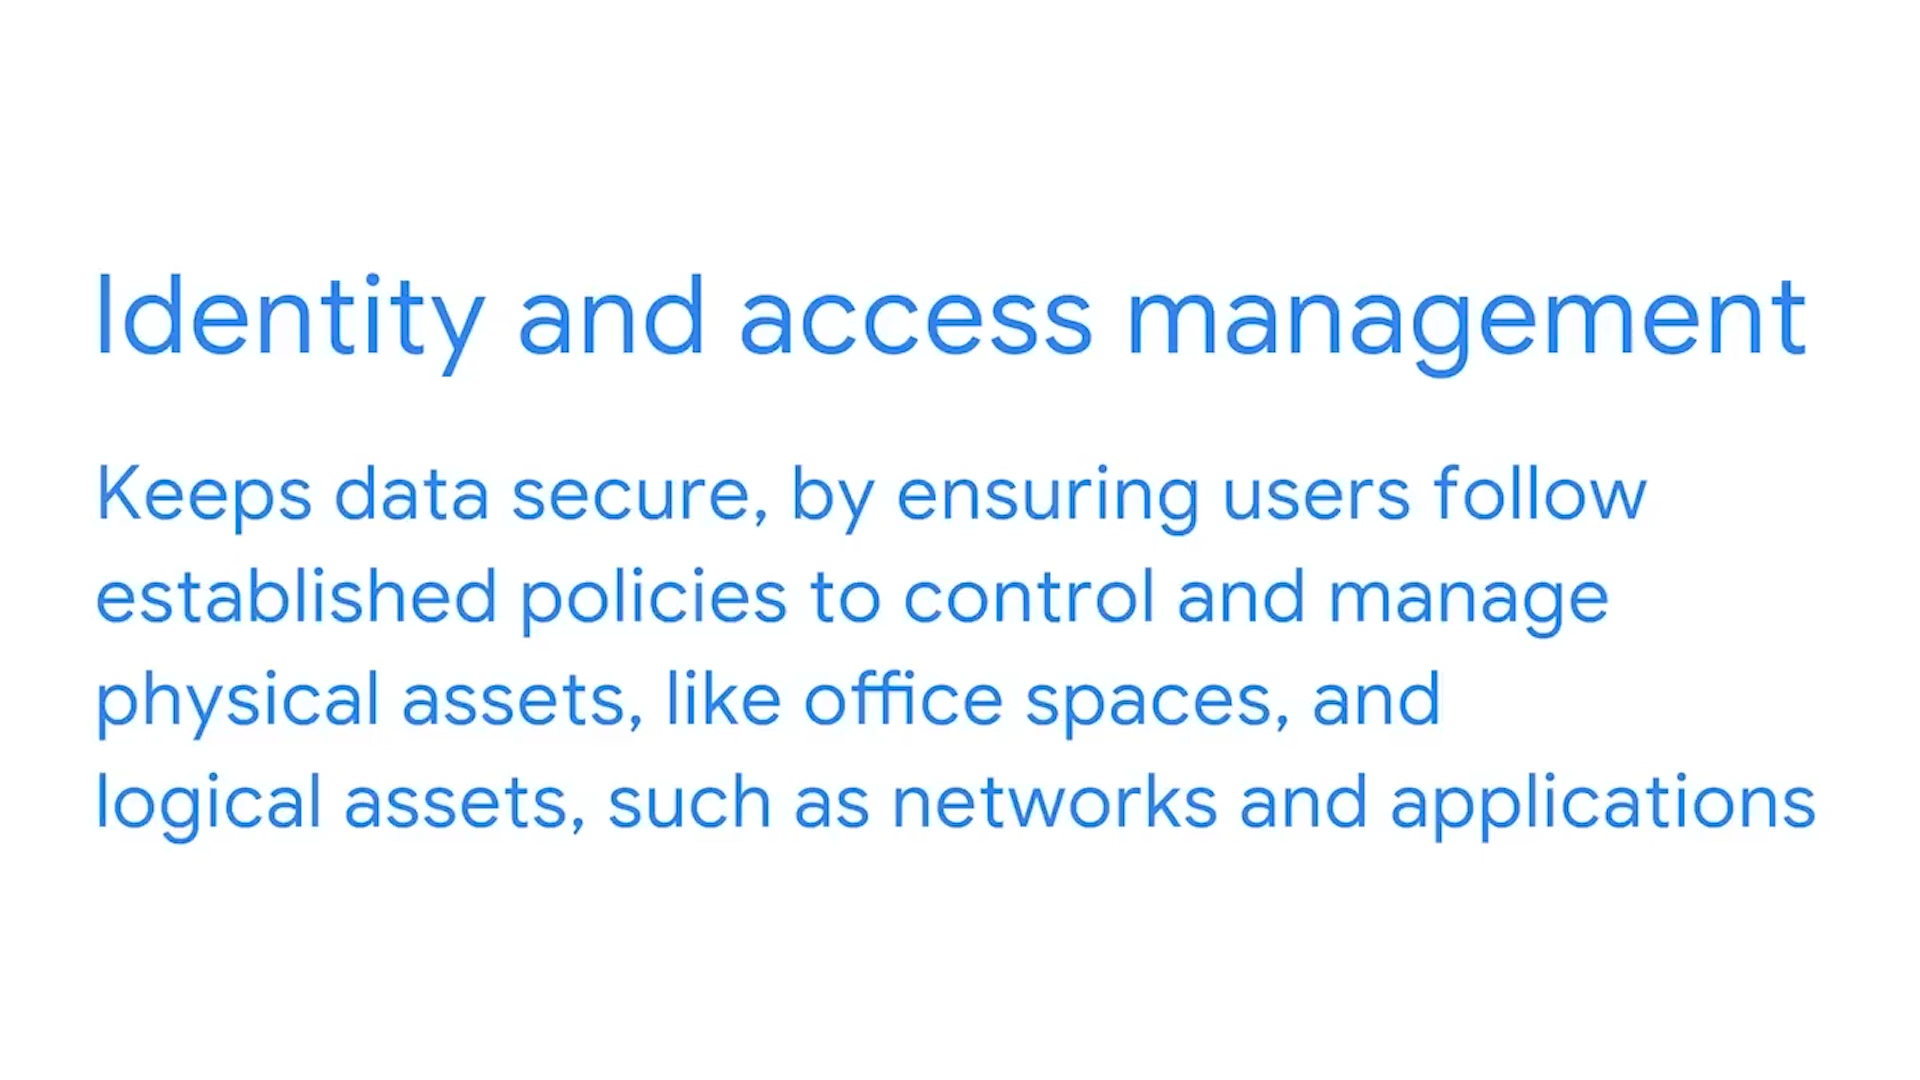 Identity and access management
Keeps data secure, by ensuring users follow
established policies to control and manage
physical assets, like office spaces, and
logical assets, such as networks and applications